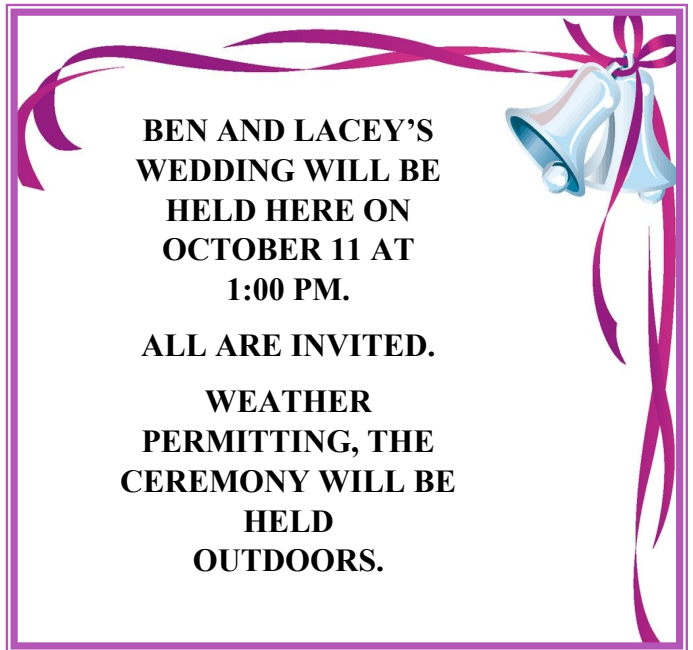 BEN AND LACEY’S
WEDDING WILL BE
HELD HERE ON
OCTOBER 11 AT
1:00 PM.
ALL ARE INVITED.
WEATHER
PERMITTING, THE
CEREMONY WILL BE
HELD
OUTDOORS.